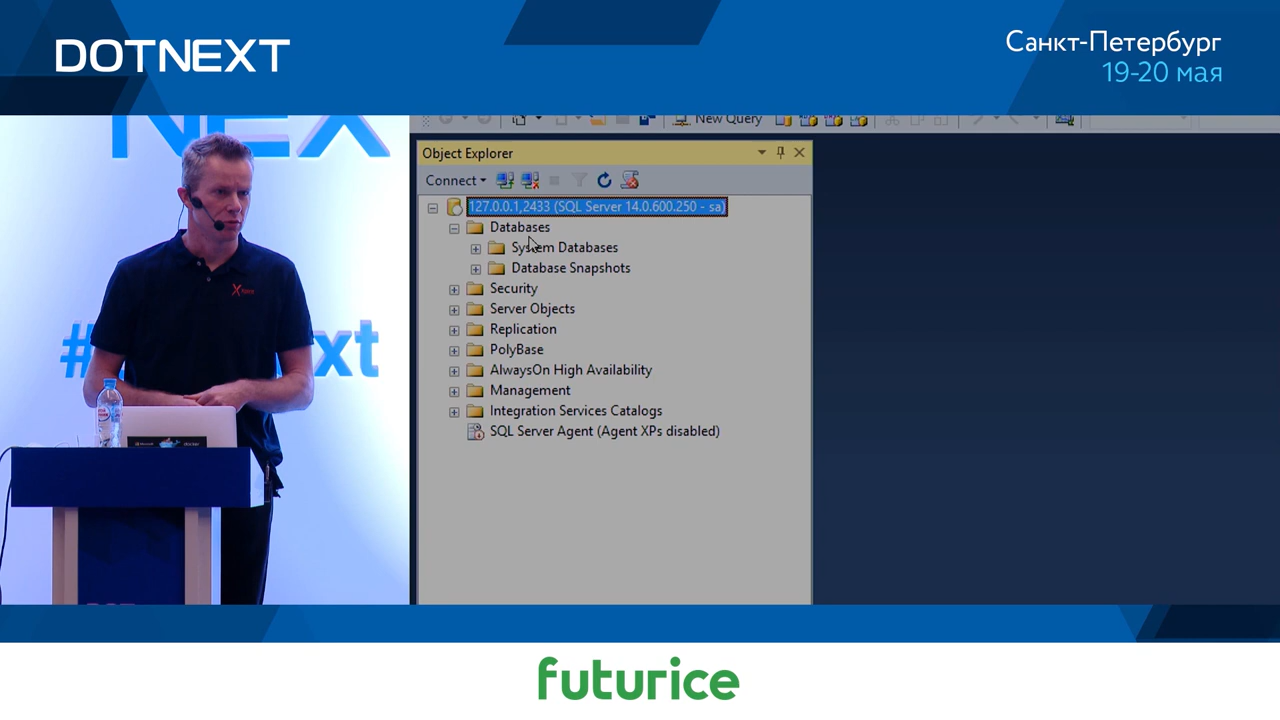 DOTNEXT
Санкт-Петербург
19-20 мая
NEX
#
xt
New Query
Object Explorer
Connect
127.0.0.1,2433 (SQL Server 14.0.600.250 - sa)
Databases
System Databases
Database Snapshots
Security
Server Objects
Replication
PolyBase
AlwaysOn High Availability
Management
Integration Services Catalogs
SQL Server Agent (Agent XPs disabled)
futurice